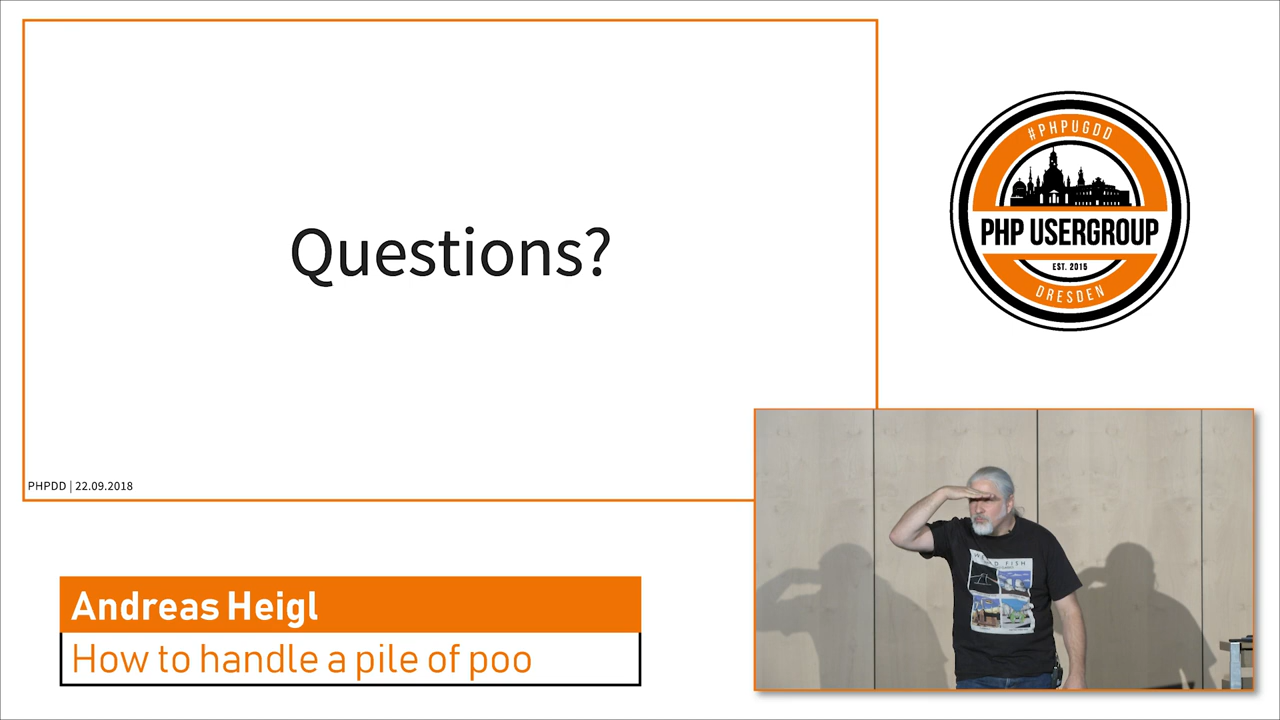 Questions?
PHPDD | 22.09.2018
#PHPUGDD
PHP USERGROUP
EST. 2015
DRESDEN
Andreas Heigl
How to handle a pile of poo